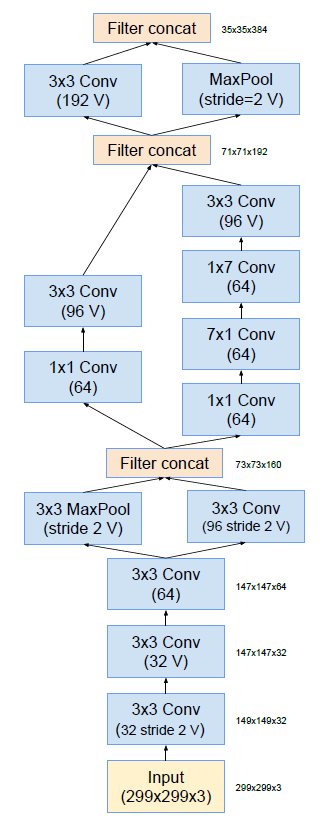 Filter concat
35x35x384
3x3 Conv
(192 V)
MaxPool
(stride=2 V)
Filter concat
71x71x192
3x3 Conv
(96 V)
1x7 Conv
(64)
3x3 Conv
(96 V)
7x1 Conv
(64)
1x1 Conv
(64)
1x1 Conv
(64)
Filter concat
73x73x160
3x3 MaxPool
(stride 2 V)
3x3 Conv
(96 stride 2 V)
3x3 Conv
(64)
147x147x64
3x3 Conv
(32 V)
147x147x32
3x3 Conv
(32 stride 2 V)
149x149x32
Input
(299x299x3)
299x299x3